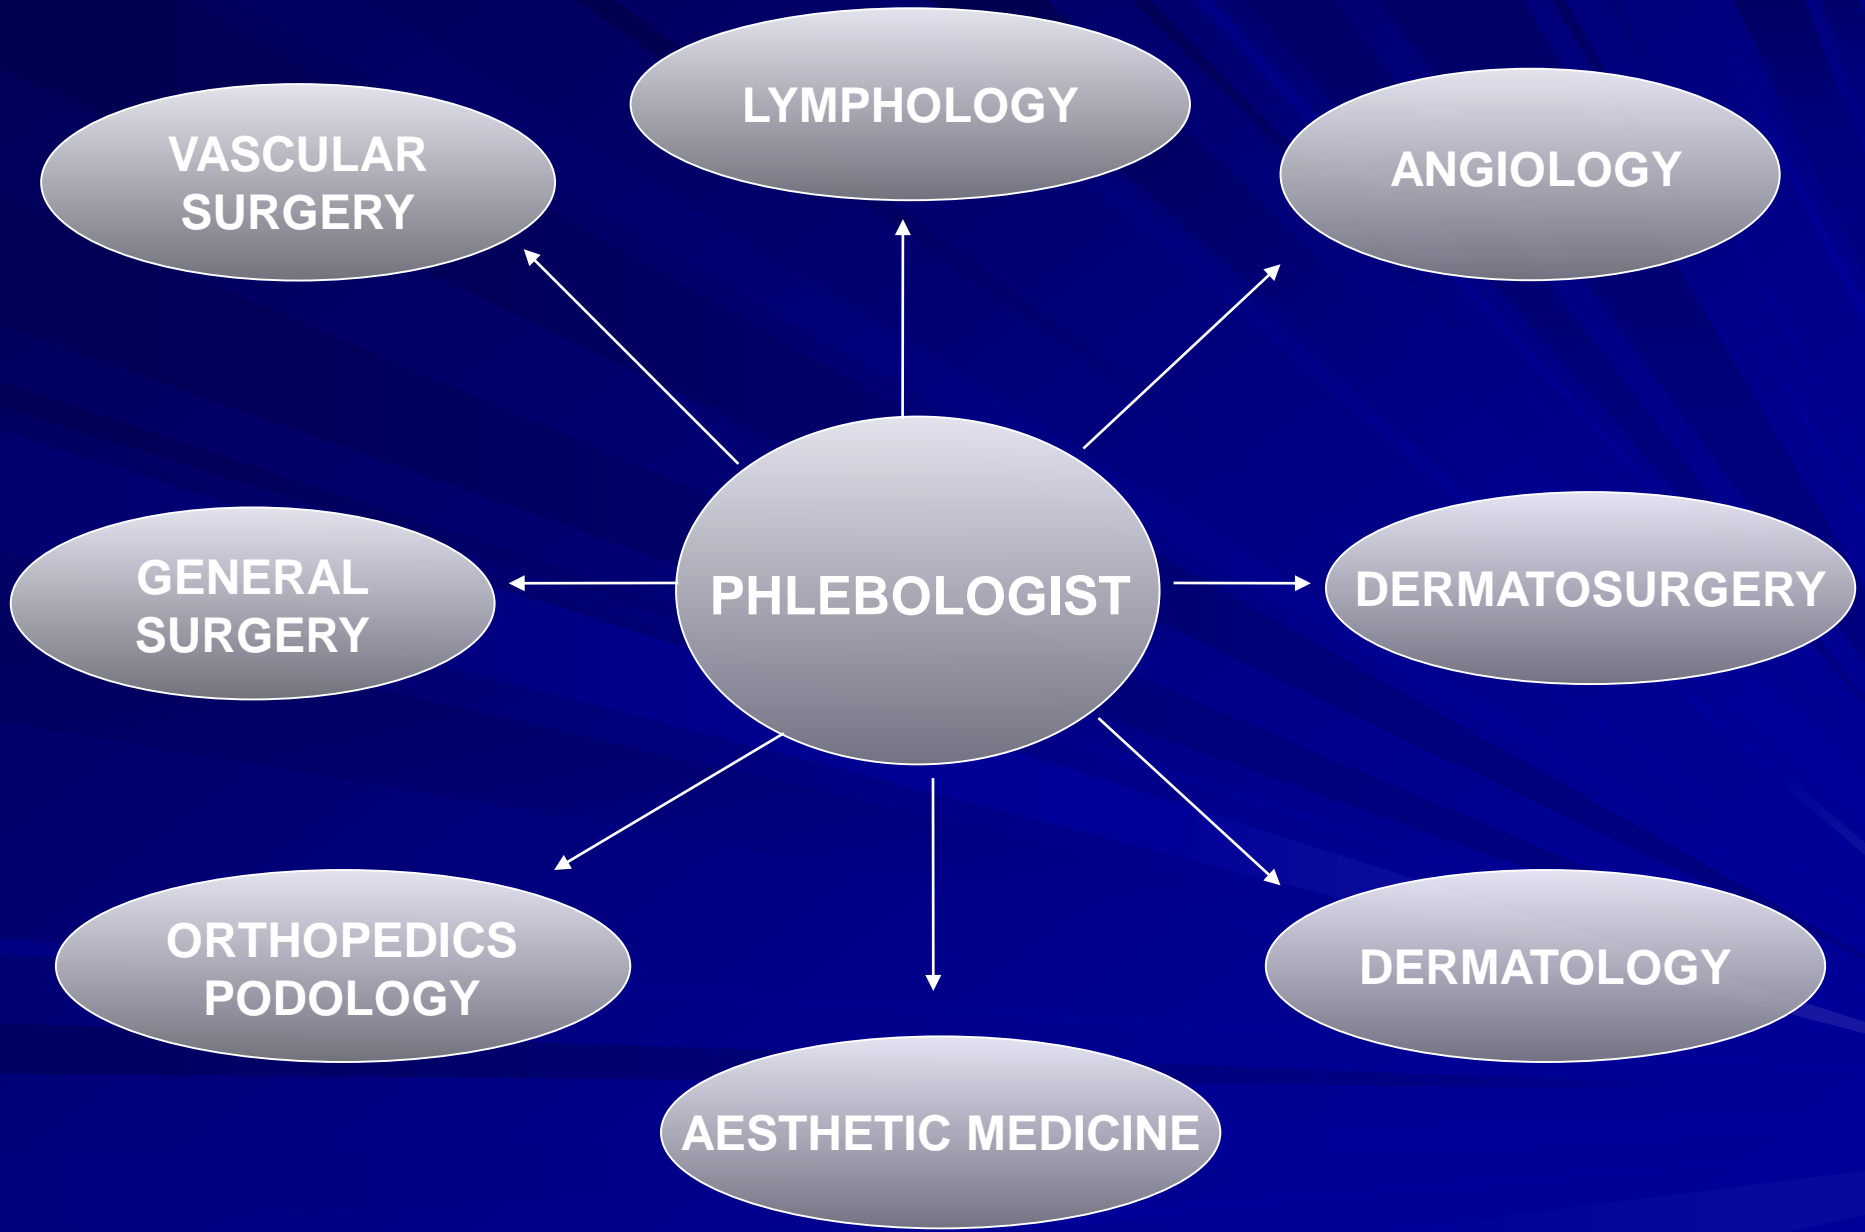 LYMPHOLOGY
VASCULAR
SURGERY
ANGIOLOGY
GENERAL
SURGERY
PHLEBOLOGIST
DERMATOSURGERY
ORTHOPEDICS
PODOLOGY
DERMATOLOGY
AESTHETIC MEDICINE